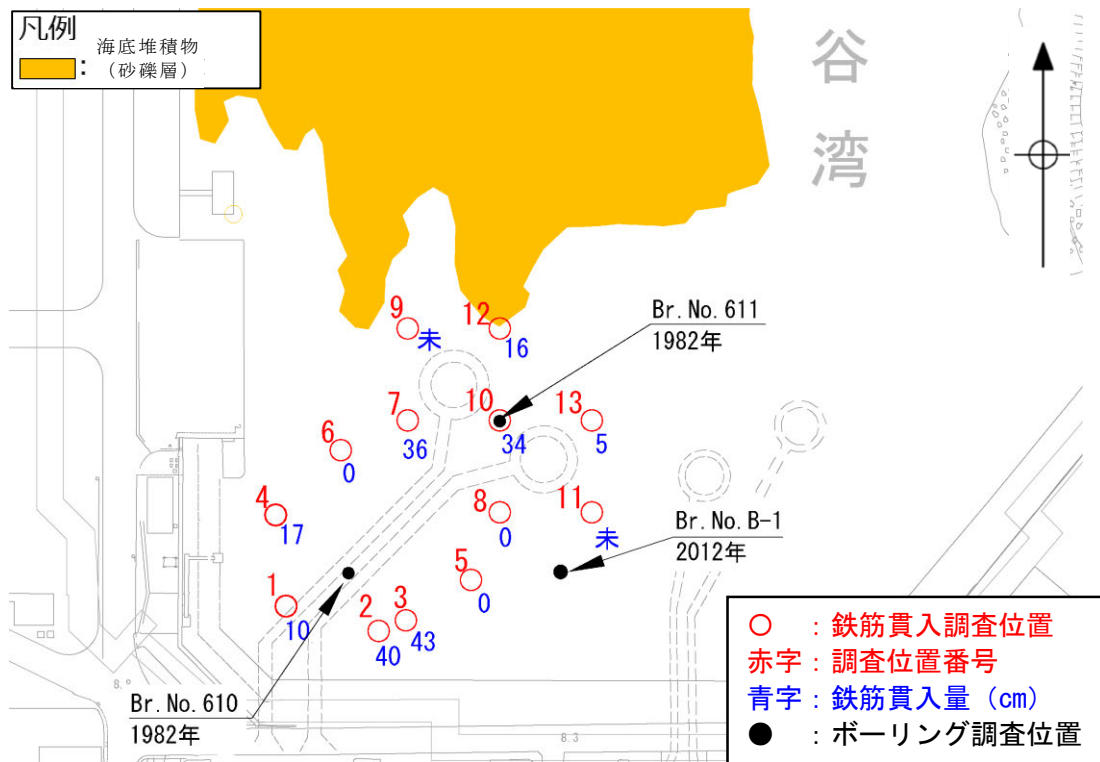 凡例
海底堆積物
： （砂礫層）
谷
湾
9
未
12
16
Br. No. 611
1982年
7
36
10
34
13
5
6
0
4
17
8
0
11
未
Br. No. B-1
2012年
5
0
1
10
2
40
3
43
Br. No. 610
1982年
8.3
○ ：鉄筋貫入調査位置
赤字：調査位置番号
青字：鉄筋貫入量（cm）
● ：ボーリング調査位置